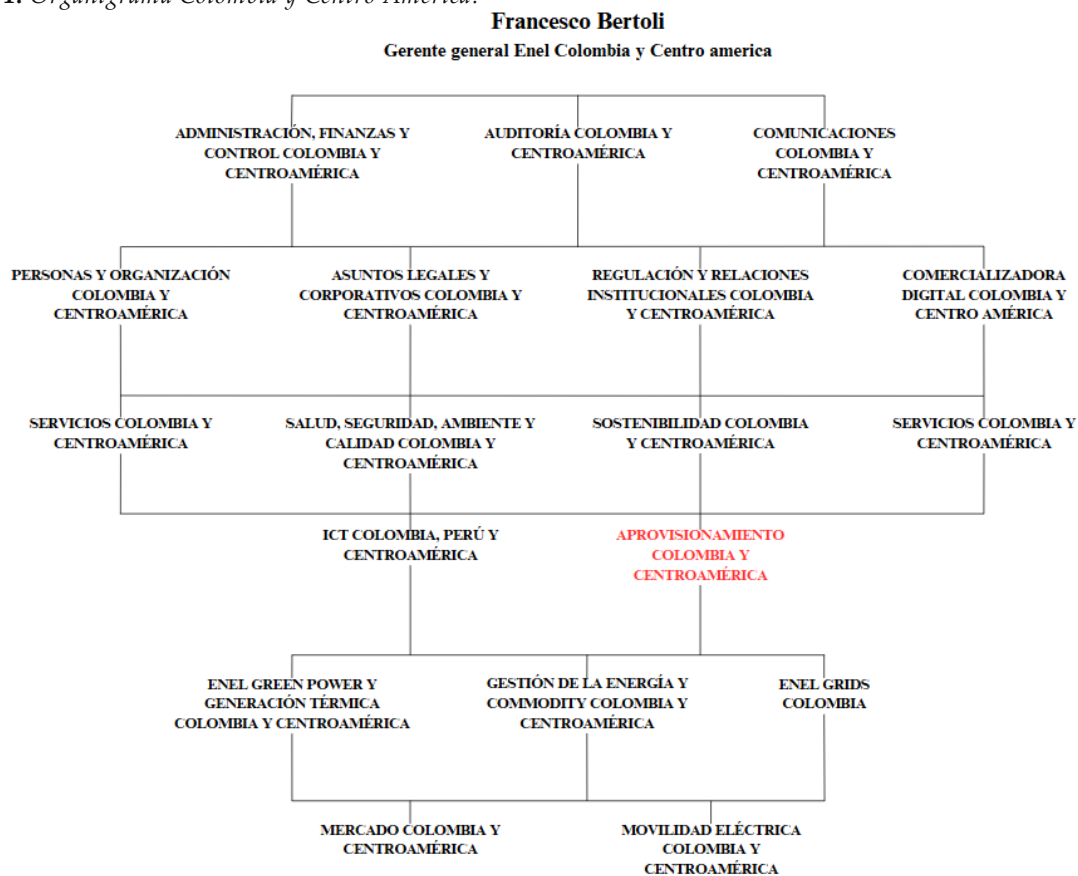 1. Organigrama Colombia y Centro América.
Francesco Bertoli
Gerente general Enel Colombia y Centro america
ADMINISTRACIÓN, FINANZAS Y
CONTROL COLOMBIA Y
CENTROAMÉRICA
AUDITORÍA COLOMBIA Y
CENTROAMÉRICA
COMUNICACIONES
COLOMBIA Y
CENTROAMÉRICA
PERSONAS Y ORGANIZACIÓN
COLOMBIA Y
CENTROAMÉRICA
ASUNTOS LEGALES Y
CORPORATIVOS COLOMBIA Y
CENTROAMÉRICA
REGULACIÓN Y RELACIONES
INSTITUCIONALES COLOMBIA
Y CENTROAMÉRICA
COMERCIALIZADORA
DIGITAL COLOMBIA Y
CENTRO AMÉRICA
SERVICIOS COLOMBIA Y
CENTROAMÉRICA
SALUD, SEGURIDAD, AMBIENTE Y
CALIDAD COLOMBIA Y
CENTROAMÉRICA
SOSTENIBILIDAD COLOMBIA
Y CENTROAMÉRICA
SERVICIOS COLOMBIA Y
CENTROAMÉRICA
ICT COLOMBIA, PERÚ Y
CENTROAMÉRICA
APROVISIONAMIENTO
COLOMBIA Y
CENTROAMÉRICA
ENEL GREEN POWER Y
GENERACIÓN TÉRMICA
COLOMBIA Y CENTROAMÉRICA
GESTIÓN DE LA ENERGÍA Y
COMMODITY COLOMBIA Y
CENTROAMÉRICA
ENEL GRIDS
COLOMBIA
MERCADO COLOMBIA Y
CENTROAMÉRICA
MOVILIDAD ELÉCTRICA
COLOMBIA Y
CENTROAMÉRICA